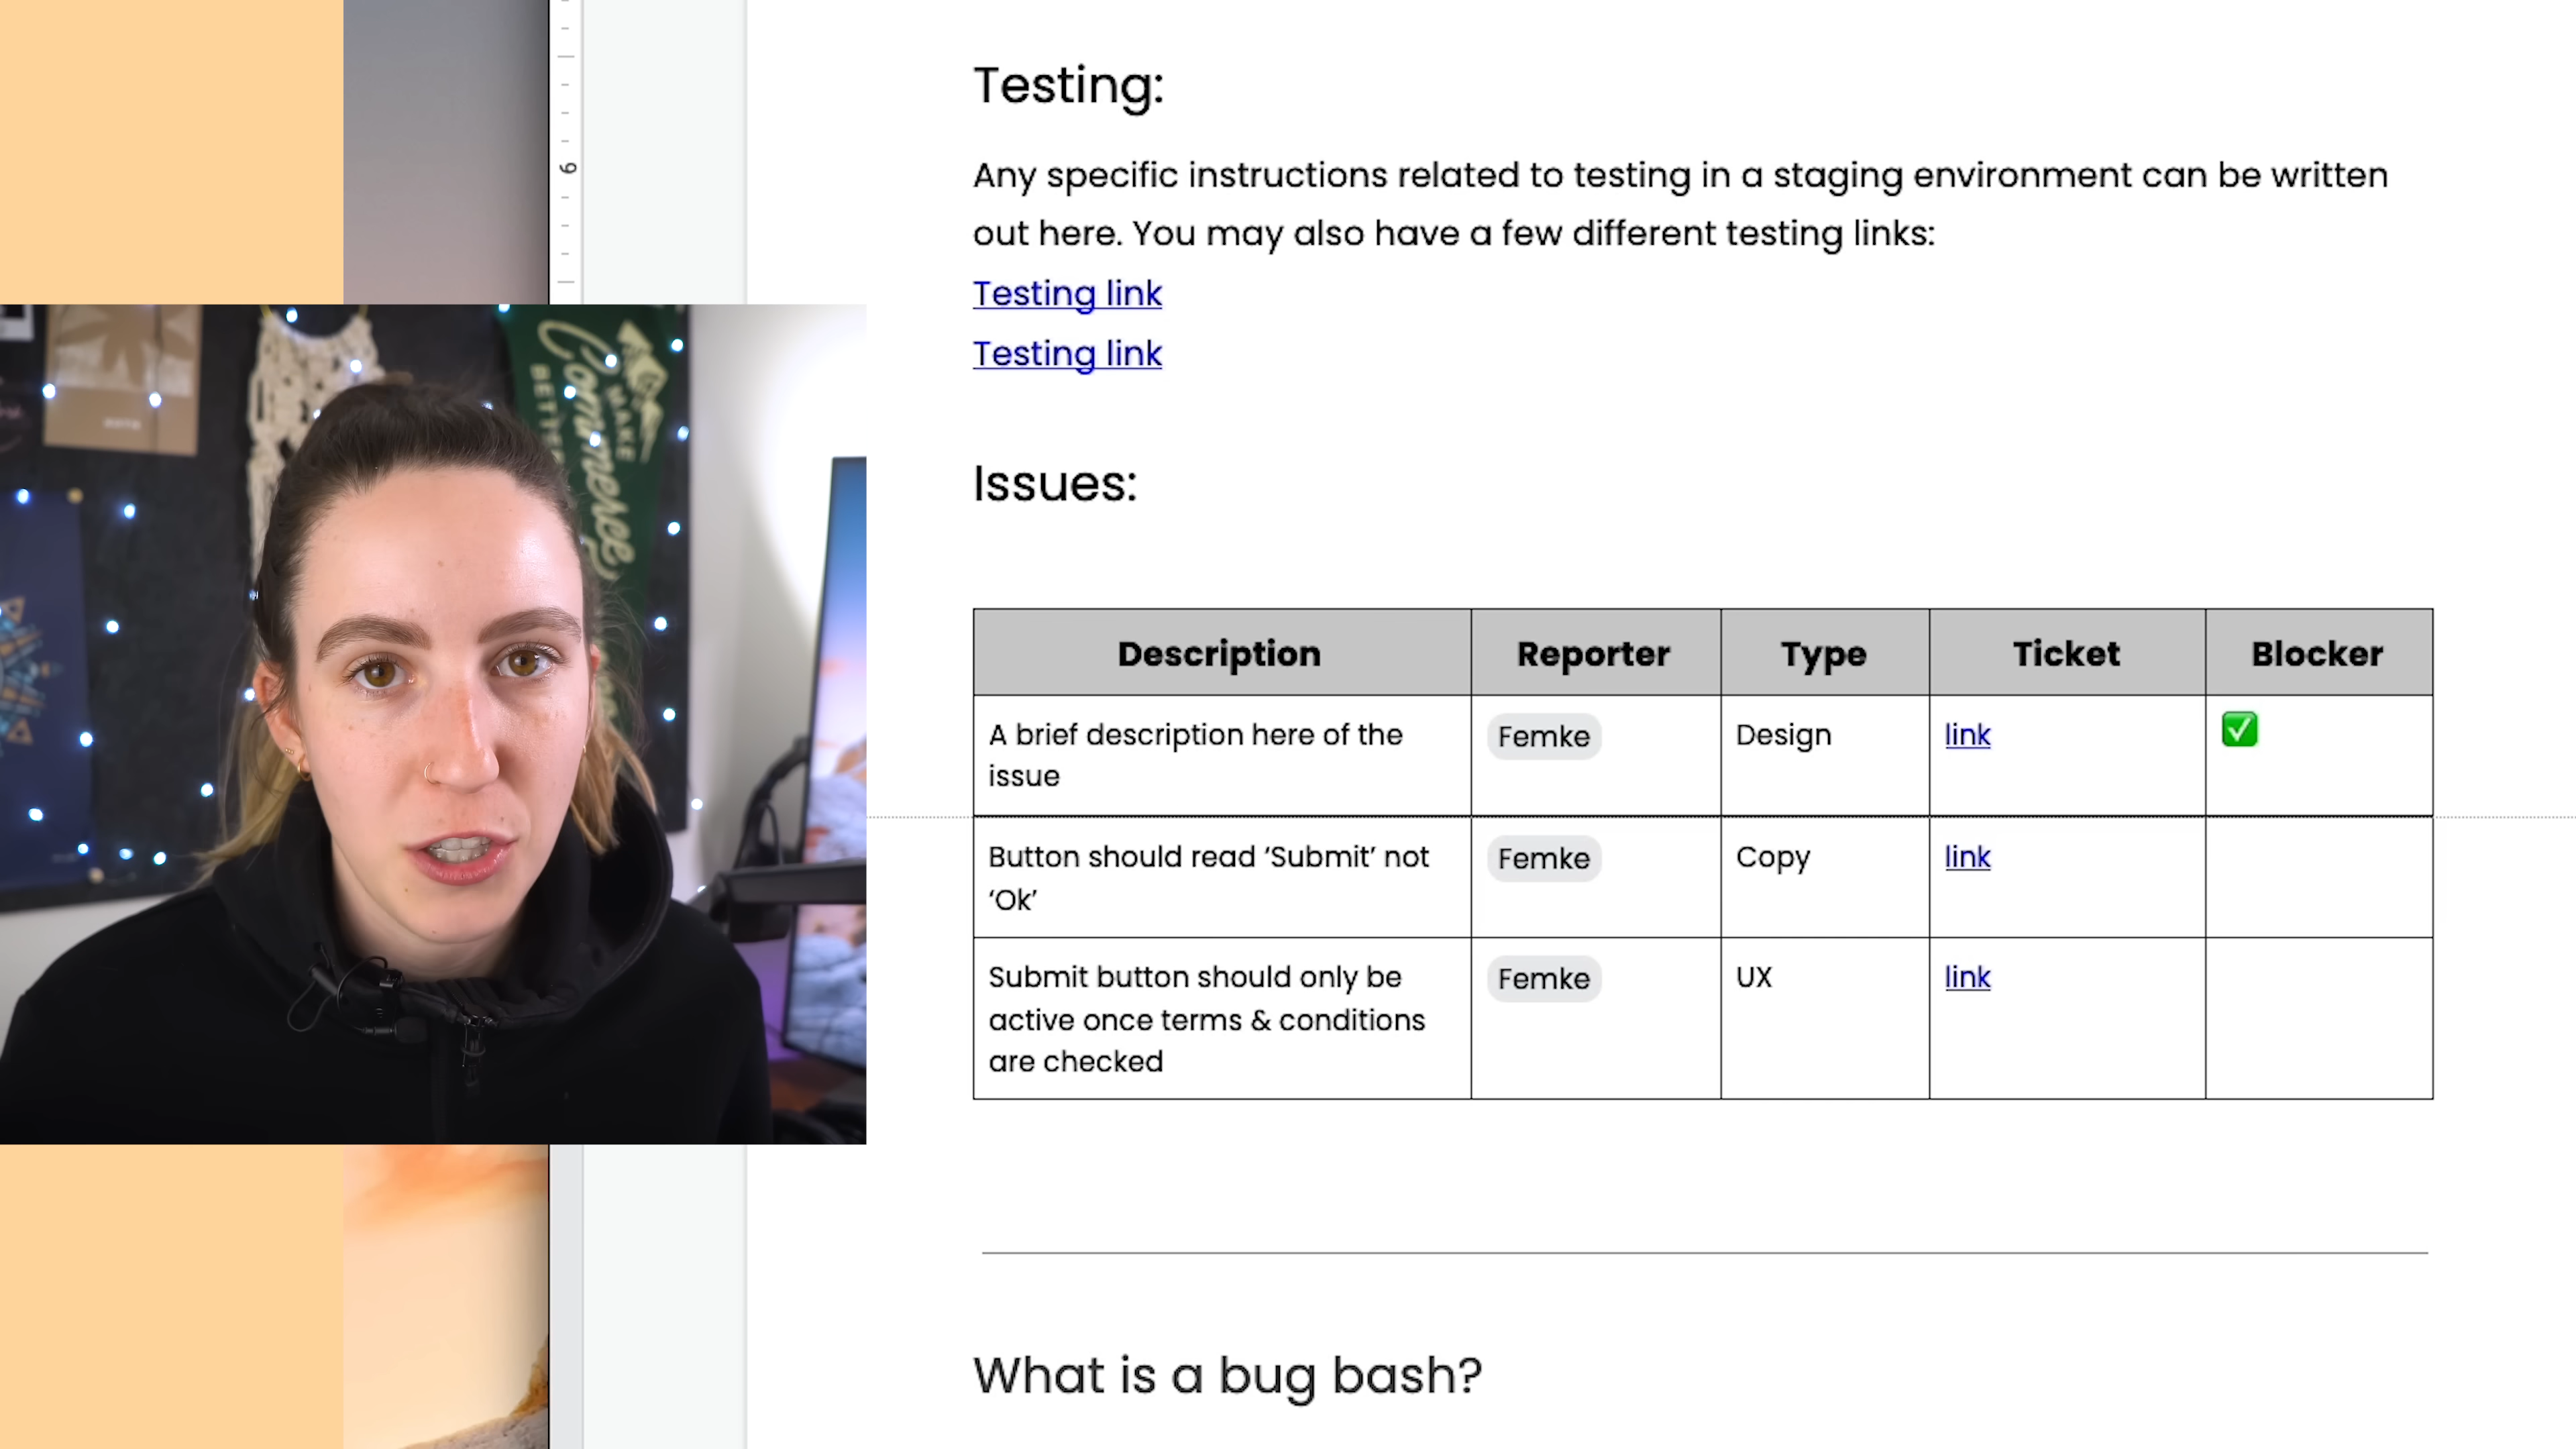 Testing:
Any specific instructions related to testing in a staging environment can be written
out here. You may also have a few different testing links:
Testing link
Testing link
Issues:
Description Reporter Type Ticket Blocker
A brief description here of the
issue
Femke Design link ✅
Button should read ‘Submit’ not
‘Ok’
Femke Copy link
Submit button should only be
active once terms & conditions
are checked
Femke UX link
What is a bug bash?
9
MAKE
Commerce